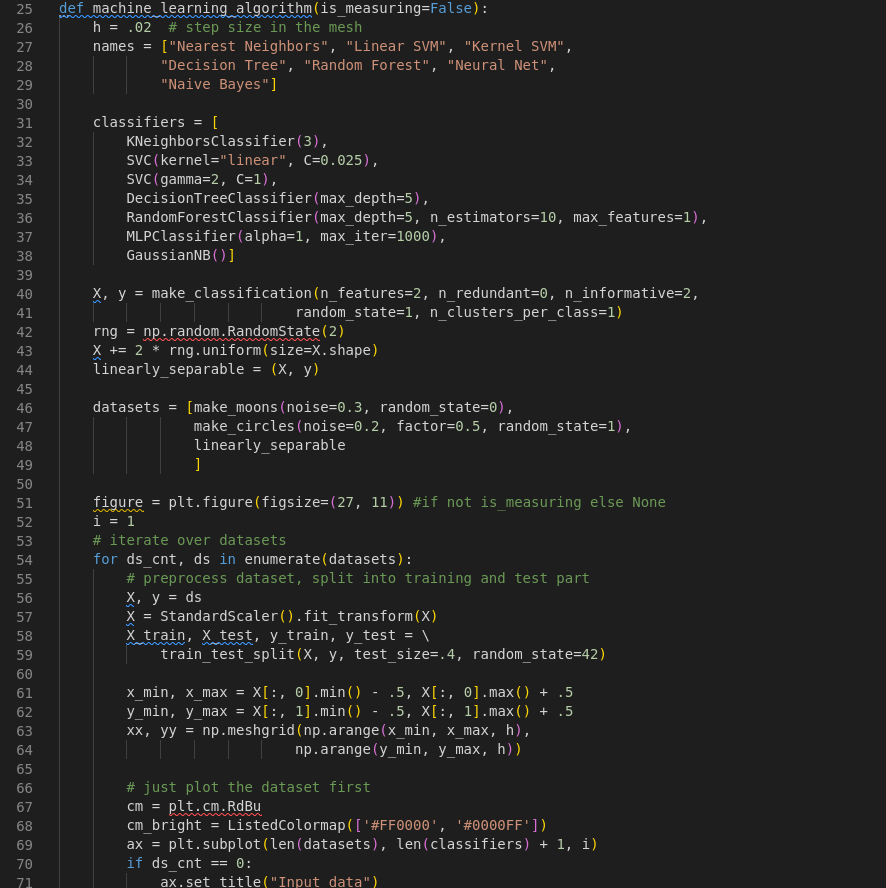 25 def machine_learning_algorithm(is_measuring=False):
26     h = .02  # step size in the mesh
27     names = ["Nearest Neighbors", "Linear SVM", "Kernel SVM",
28             "Decision Tree", "Random Forest", "Neural Net",
29             "Naive Bayes"]
30
31     classifiers = [
32         KNeighborsClassifier(3),
33         SVC(kernel="linear", C=0.025),
34         SVC(gamma=2, C=1),
35         DecisionTreeClassifier(max_depth=5),
36         RandomForestClassifier(max_depth=5, n_estimators=10, max_features=1),
37         MLPClassifier(alpha=1, max_iter=1000),
38         GaussianNB()]
39
40     X, y = make_classification(n_features=2, n_redundant=0, n_informative=2,
41                             random_state=1, n_clusters_per_class=1)
42     rng = np.random.RandomState(2)
43     X += 2 * rng.uniform(size=X.shape)
44     linearly_separable = (X, y)
45
46     datasets = [make_moons(noise=0.3, random_state=0),
47                 make_circles(noise=0.2, factor=0.5, random_state=1),
48                 linearly_separable
49                 ]
50
51     figure = plt.figure(figsize=(27, 11)) #if not is_measuring else None
52     i = 1
53     # iterate over datasets
54     for ds_cnt, ds in enumerate(datasets):
55         # preprocess dataset, split into training and test part
56         X, y = ds
57         X = StandardScaler().fit_transform(X)
58         X_train, X_test, y_train, y_test = \
59             train_test_split(X, y, test_size=.4, random_state=42)
60
61         x_min, x_max = X[:, 0].min() - .5, X[:, 0].max() + .5
62         y_min, y_max = X[:, 1].min() - .5, X[:, 1].max() + .5
63         xx, yy = np.meshgrid(np.arange(x_min, x_max, h),
64                             np.arange(y_min, y_max, h))
65
66         # just plot the dataset first
67         cm = plt.cm.RdBu
68         cm_bright = ListedColormap(['#FF0000', '#0000FF'])
69         ax = plt.subplot(len(datasets), len(classifiers) + 1, i)
70         if ds_cnt == 0:
71             ax.set_title("Input data")